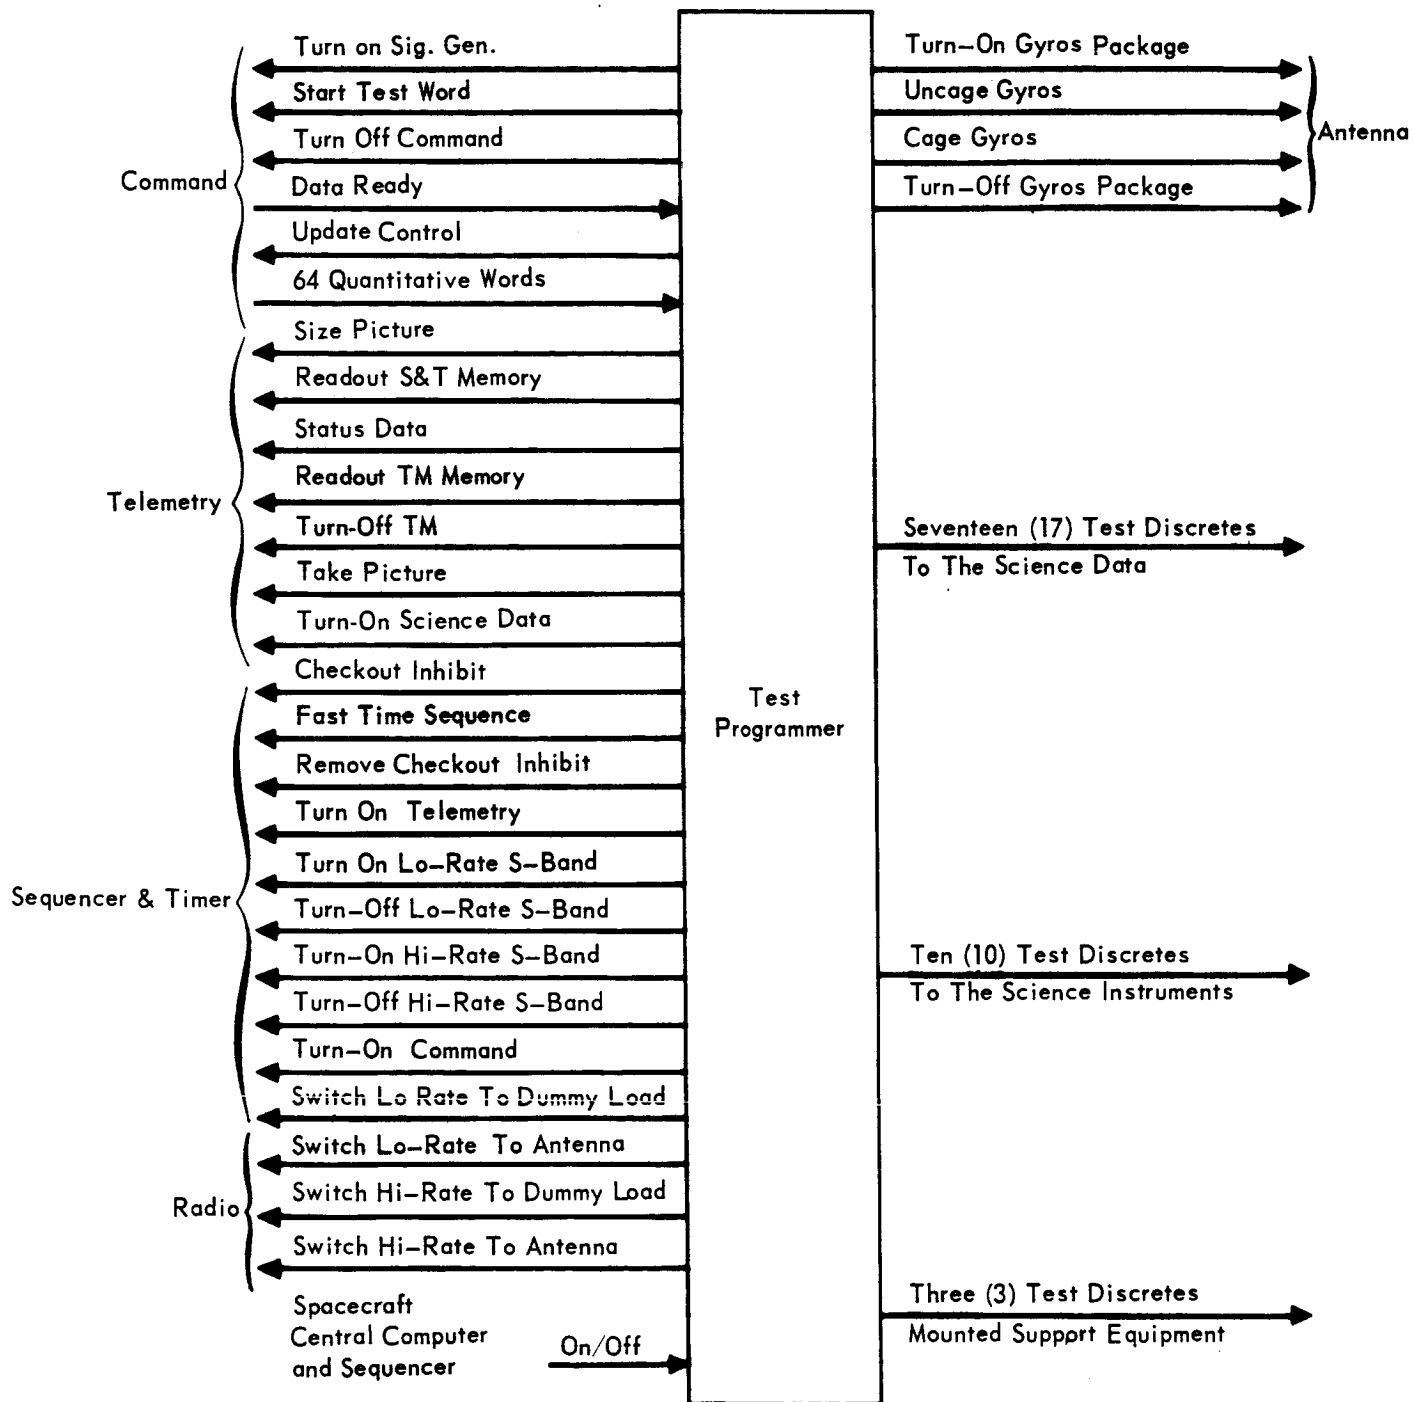 Turn on Sig. Gen.
Start Test Word
Turn Off Command
Command
Data Ready
Update Control
64 Quantitative Words
Size Picture
Readout S&T Memory
Status Data
Readout TM Memory
Telemetry
Turn-Off TM
Take Picture
Turn-On Science Data
Checkout Inhibit
Fast Time Sequence
Remove Checkout Inhibit
Turn On Telemetry
Turn On Lo-Rate S-Band
Sequencer & Timer
Turn-Off Lo-Rate S-Band
Turn-On Hi-Rate S-Band
Turn-Off Hi-Rate S-Band
Turn-On Command
Switch Lo Rate To Dummy Load
Switch Lo-Rate To Antenna
Switch Hi-Rate To Dummy Load
Radio
Switch Hi-Rate To Antenna
Spacecraft
Central Computer
and Sequencer
On/Off
Test
Programmer
Turn-On Gyros Package
Uncage Gyros
Cage Gyros
Turn-Off Gyros Package
Antenna
Seventeen (17) Test Discretes
To The Science Data
Ten (10) Test Discretes
To The Science Instruments
Three (3) Test Discretes
Mounted Support Equipment